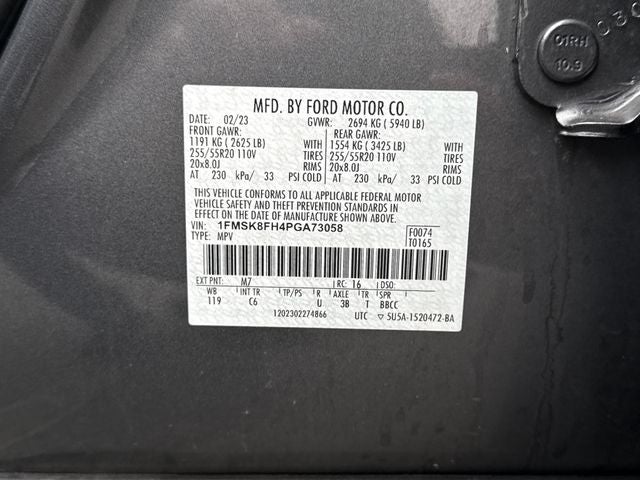 030
01RH
10.9
MFD. BY FORD MOTOR CO.
DATE: 02/23 GVWR: 2694 KG ( 5940 LB)
FRONT GAWR: REAR GAWR:
1191 KG ( 2625 LB) WITH 1554 KG ( 3425 LB) WITH
255/55R20 110V TIRES 255/55R20 110V TIRES
20x8.0J RIMS 20x8.0J RIMS
AT 230 kPa/ 33 PSI COLD AT 230 kPa/ 33 PSI COLD
THIS VEHICLE CONFORMS TO ALL APPLICABLE FEDERAL MOTOR
VEHICLE SAFETY AND THEFT PREVENTION STANDARDS IN
EFFECT ON THE DATE OF MANUFACTURE SHOWN ABOVE.
VIN: 1FMSK8FH4PGA73058 F0074
TYPE: MPV T0165
EXT PNT: M7 RC: 16 DSO:
WB INT TR TP/PS R AXLE TR SPR
119 C6 U 3B T BBCC
1202302274866 UTC ▽ 5U5A-1520472-BA